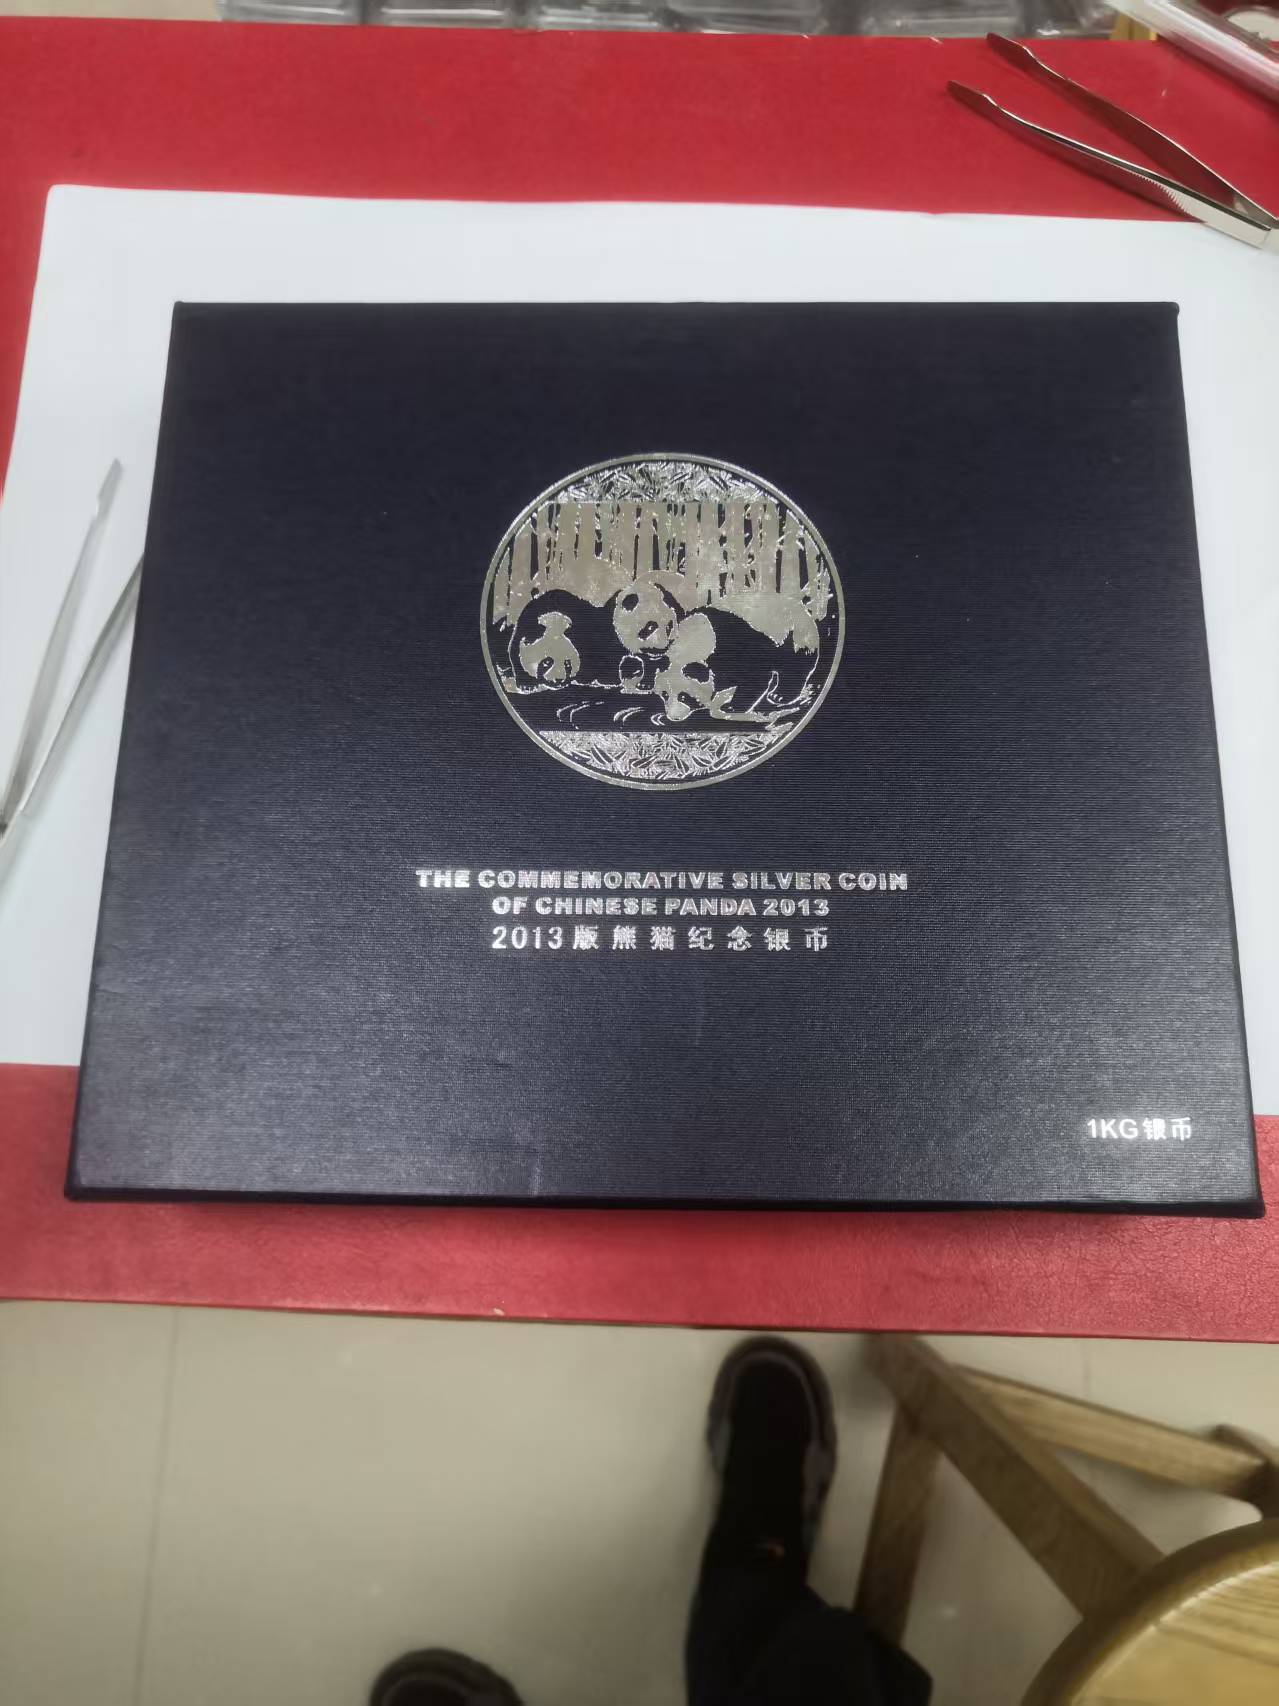 THE COMMEMORATIVE SILVER COIN
OF CHINESE PANDA 2013
2013版熊猫纪念银币
1KG银币